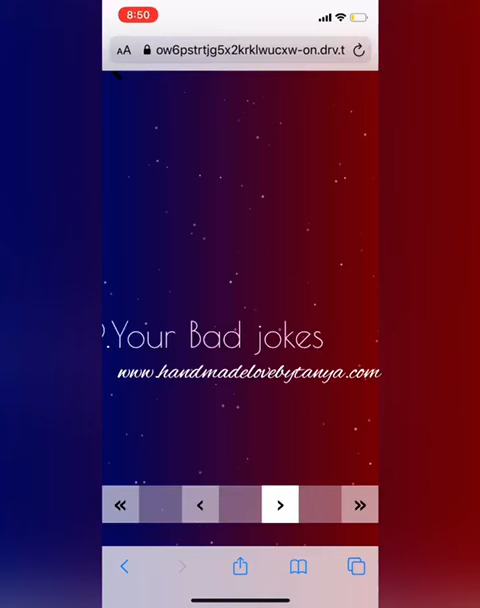 8:50
AA ow6pstrtjg5x2krklwucxw-on.drv.t
.Your Bad jokes
www.handmadelovebytanya.com
« < > »